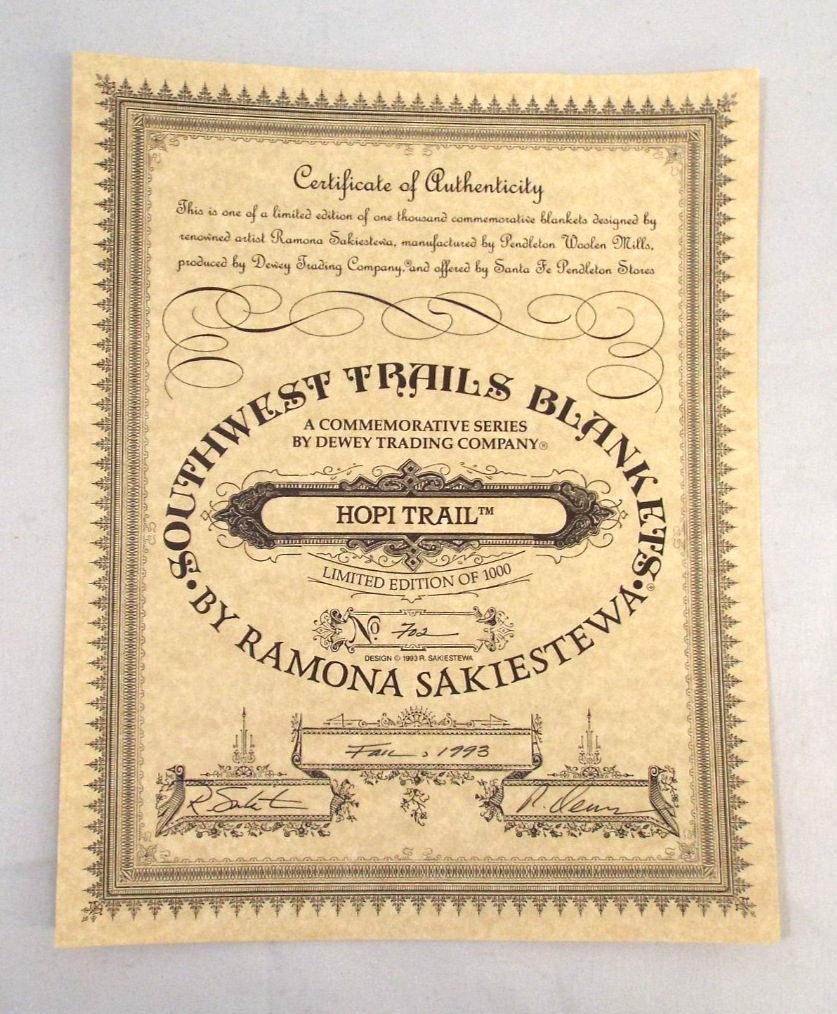 Certificate of Authenticity
This is one of a limited edition of one thousand commemorative blankets designed by
renowned artist Ramona Sakiestewa, manufactured by Pendleton Woolen Mills,
produced by Dewey Trading Company,® and offered by Santa Fe Pendleton Stores
SOUTHWEST TRAILS BLANKETS®
A COMMEMORATIVE SERIES
BY DEWEY TRADING COMPANY®
HOPI TRAIL™
LIMITED EDITION OF 1000
No 702
DESIGN © 1993 R. SAKIESTEWA
• BY RAMONA SAKIESTEWA •
Fall, 1993